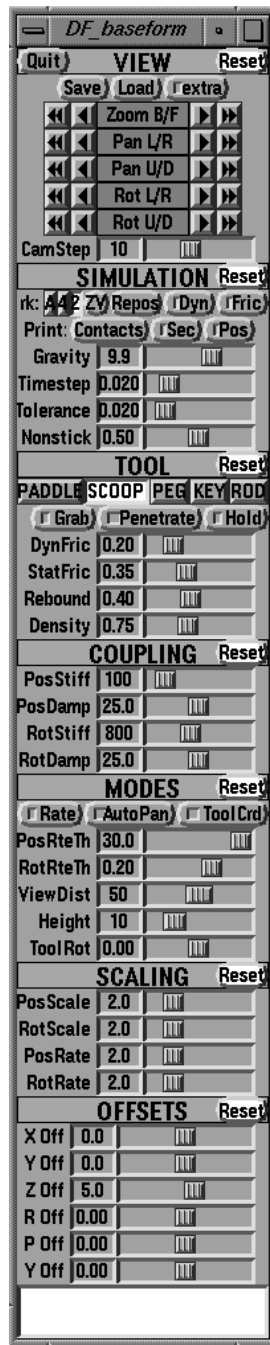 DF_baseform
Quit VIEW Reset
Save Load extra
Zoom B/F
Pan L/R
Pan U/D
Rot L/R
Rot U/D
CamStep 10
SIMULATION Reset
rk: A42 ZY Repos Dyn Fric
Print: Contacts Sec Pos
Gravity 9.9
Timestep 0.020
Tolerance 0.020
Nonstick 0.50
TOOL Reset
PADDLE SCOOP PEG KEY ROD
Grab Penetrate Hold
DynFric 0.20
StatFric 0.35
Rebound 0.40
Density 0.75
COUPLING Reset
PosStiff 100
PosDamp 25.0
RotStiff 800
RotDamp 25.0
MODES Reset
Rate AutoPan ToolCrd
PosRteTh 30.0
RotRteTh 0.20
ViewDist 50
Height 10
ToolRot 0.00
SCALING Reset
PosScale 2.0
RotScale 2.0
PosRate 2.0
RotRate 2.0
OFFSETS Reset
X Off 0.0
Y Off 0.0
Z Off 5.0
R Off 0.00
P Off 0.00
Y Off 0.00